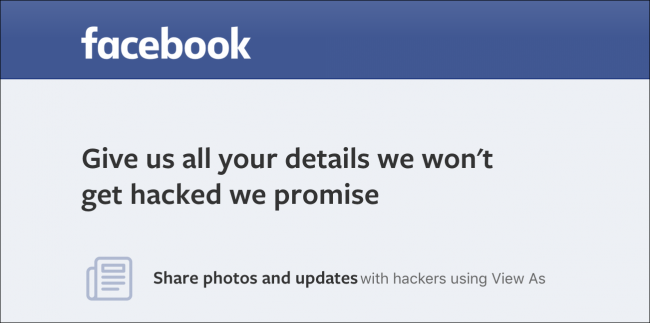 facebook
Give us all your details we won't
get hacked we promise
Share photos and updates with hackers using View As